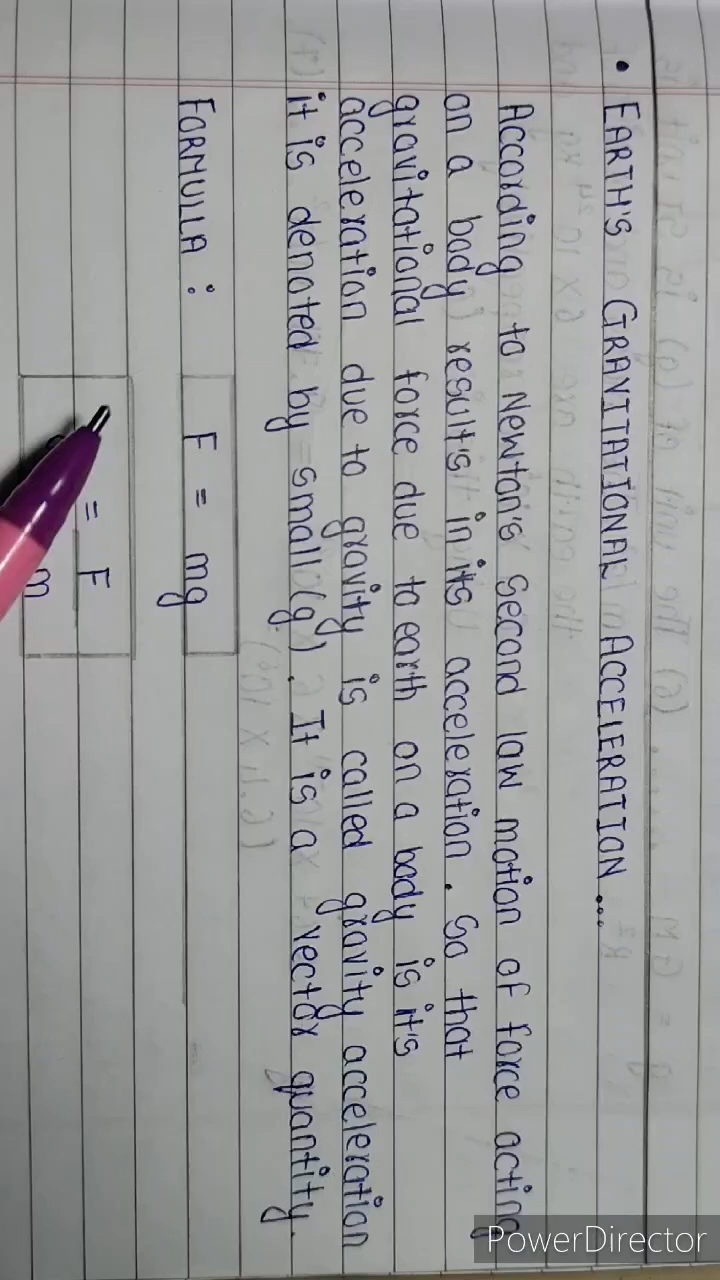 • EARTH'S GRAVITATIONAL ACCELERATION...
According to Newton's second law motion of force acting
on a body results in its acceleration. So that
gravitational force due to earth on a body is it's
acceleration due to gravity is called gravity acceleration
it is denoted by small (g). It is a vector quantity.
FORMULLA : F = mg
= F
m
PowerDirector